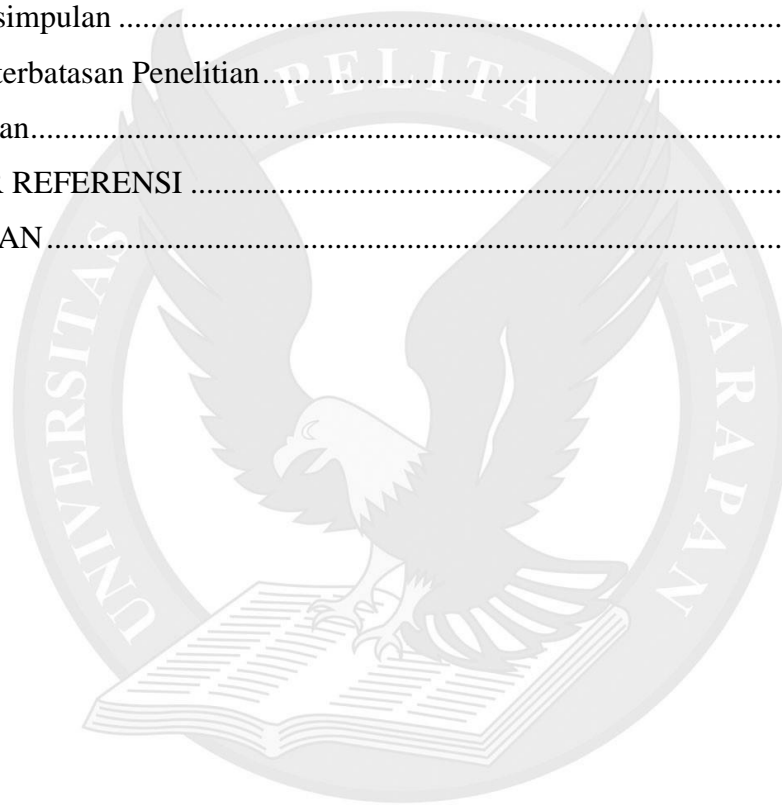 simpulan ..........................................................................................
terbatasan Penelitian..........................................................................
an......................................................................................................
R REFERENSI ..................................................................................
AN....................................................................................................
UNIVERSITAS PELITA HARAPAN